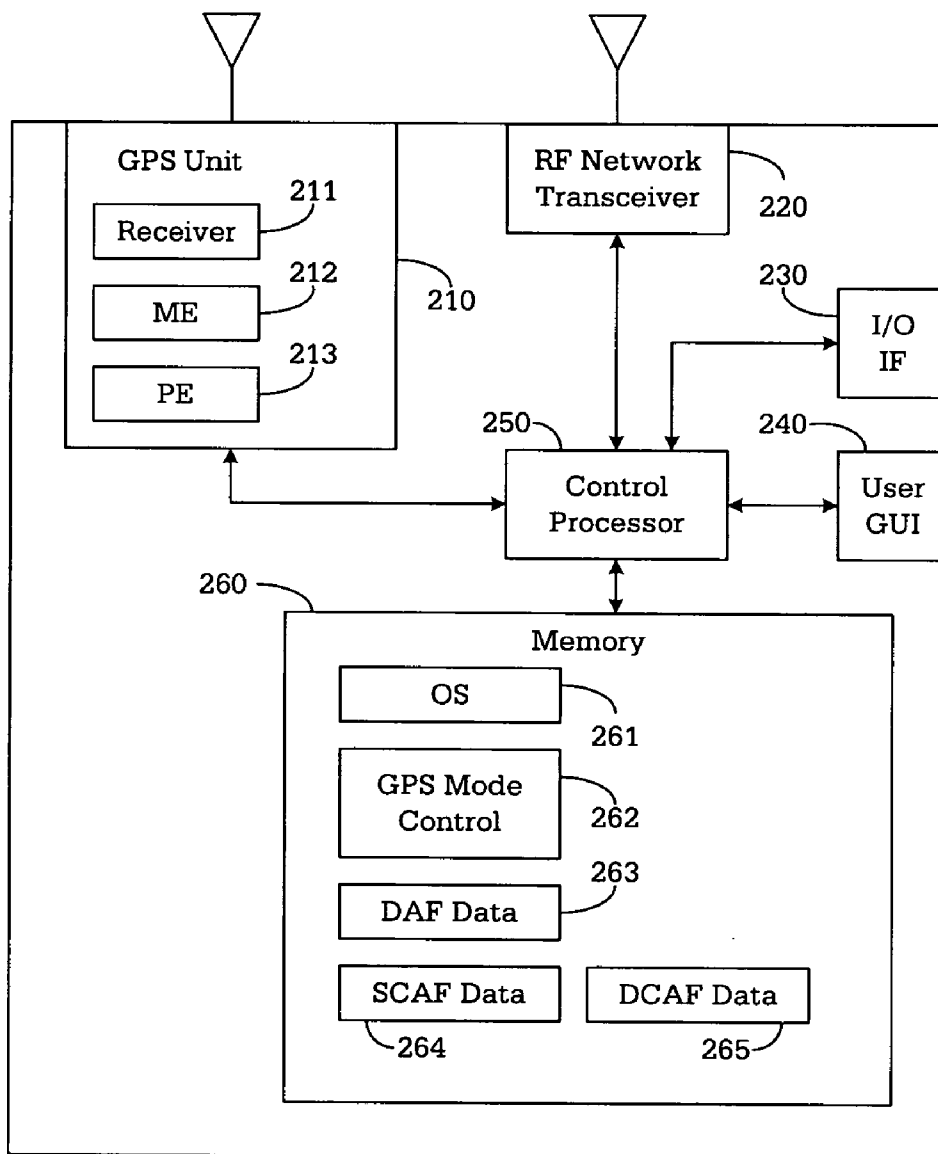 GPS Unit
211
Receiver
212
ME
213
PE
210
RF Network
Transceiver
220
230
I/O
IF
250
Control
Processor
240
User
GUI
260
Memory
OS
261
GPS Mode
Control
262
263
DAF Data
SCAF Data
264
DCAF Data
265